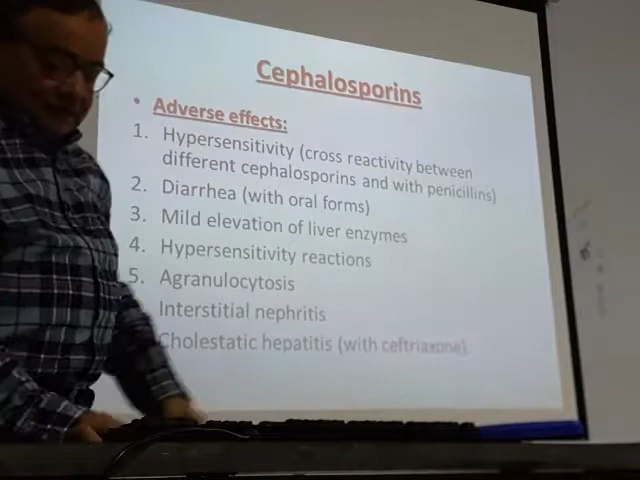 Cephalosporins
• Adverse effects:
1. Hypersensitivity (cross reactivity between
different cephalosporins and with penicillins)
2. Diarrhea (with oral forms)
3. Mild elevation of liver enzymes
4. Hypersensitivity reactions
5. Agranulocytosis
Interstitial nephritis
Cholestatic hepatitis (with ceftriaxone)